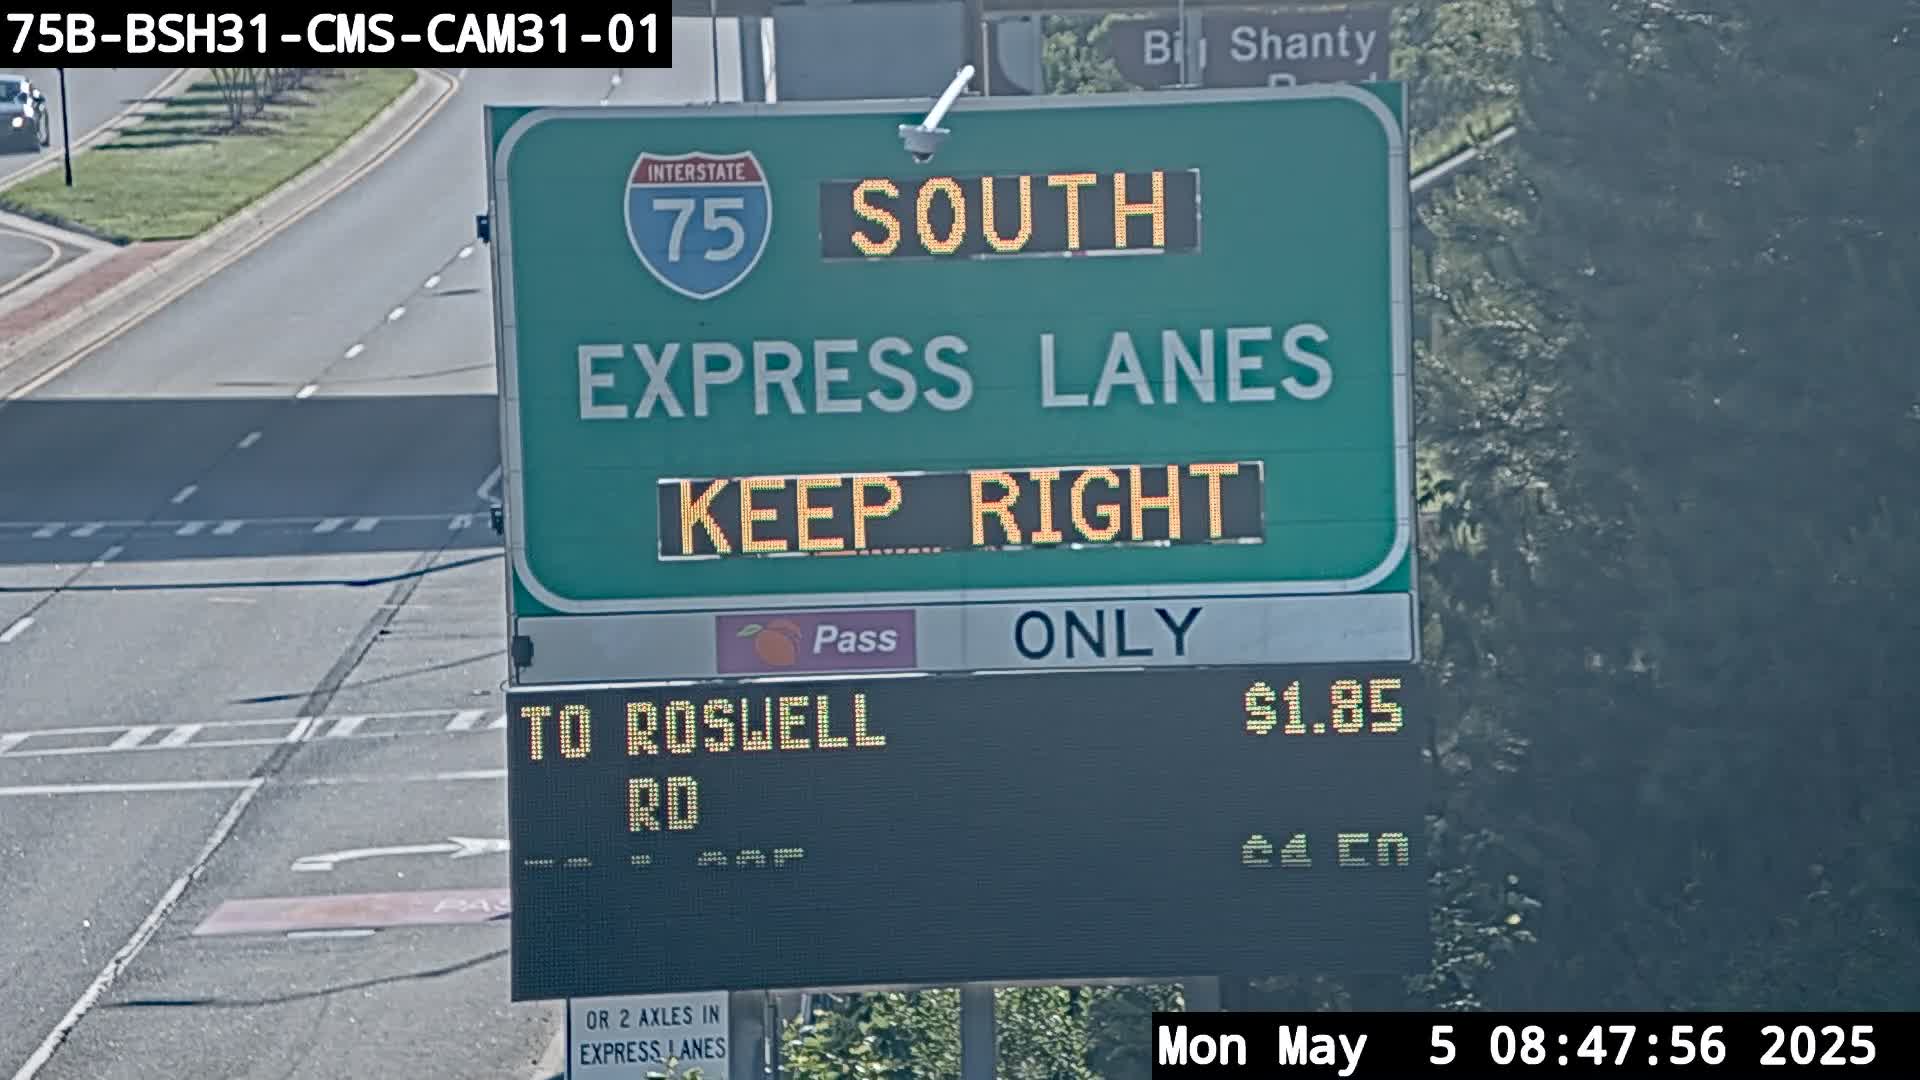 75B-BSH31-CMS-CAM31-01
Big Shanty
INTERSTATE
75
SOUTH
EXPRESS LANES
KEEP RIGHT
Pass
ONLY
TO ROSWELL $1.85
RD
OR 2 AXLES IN
EXPRESS LANES
Mon May 5 08:47:56 2025